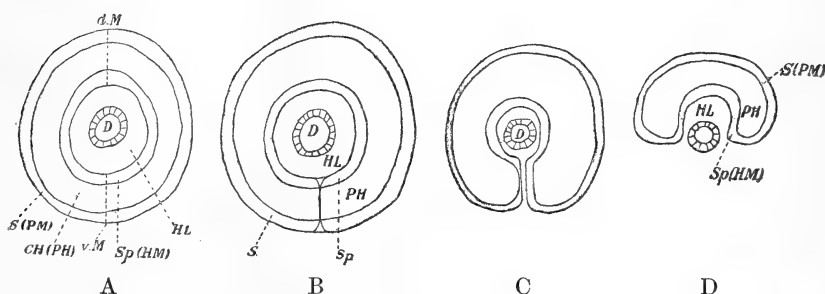 d.M
D
S(PM)
CH(PH)
v.M
Sp(HM)
HL
A
D
HL
PH
S
Sp
B
D
C
S(PM)
HL
PH
Sp(HM)
D